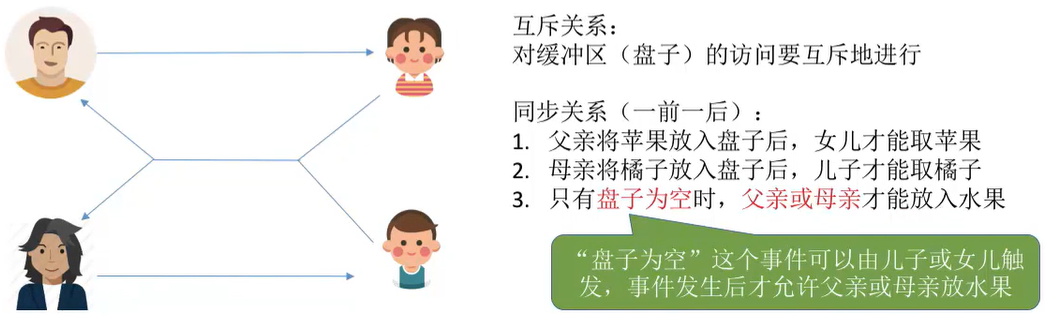 互斥关系：
对缓冲区（盘子）的访问要互斥地进行
同步关系（一前一后）：
1. 父亲将苹果放入盘子后，女儿才能取苹果
2. 母亲将橘子放入盘子后，儿子才能取橘子
3. 只有盘子为空时，父亲或母亲才能放入水果
“盘子为空”这个事件可以由儿子或女儿触
发，事件发生后才允许父亲或母亲放水果